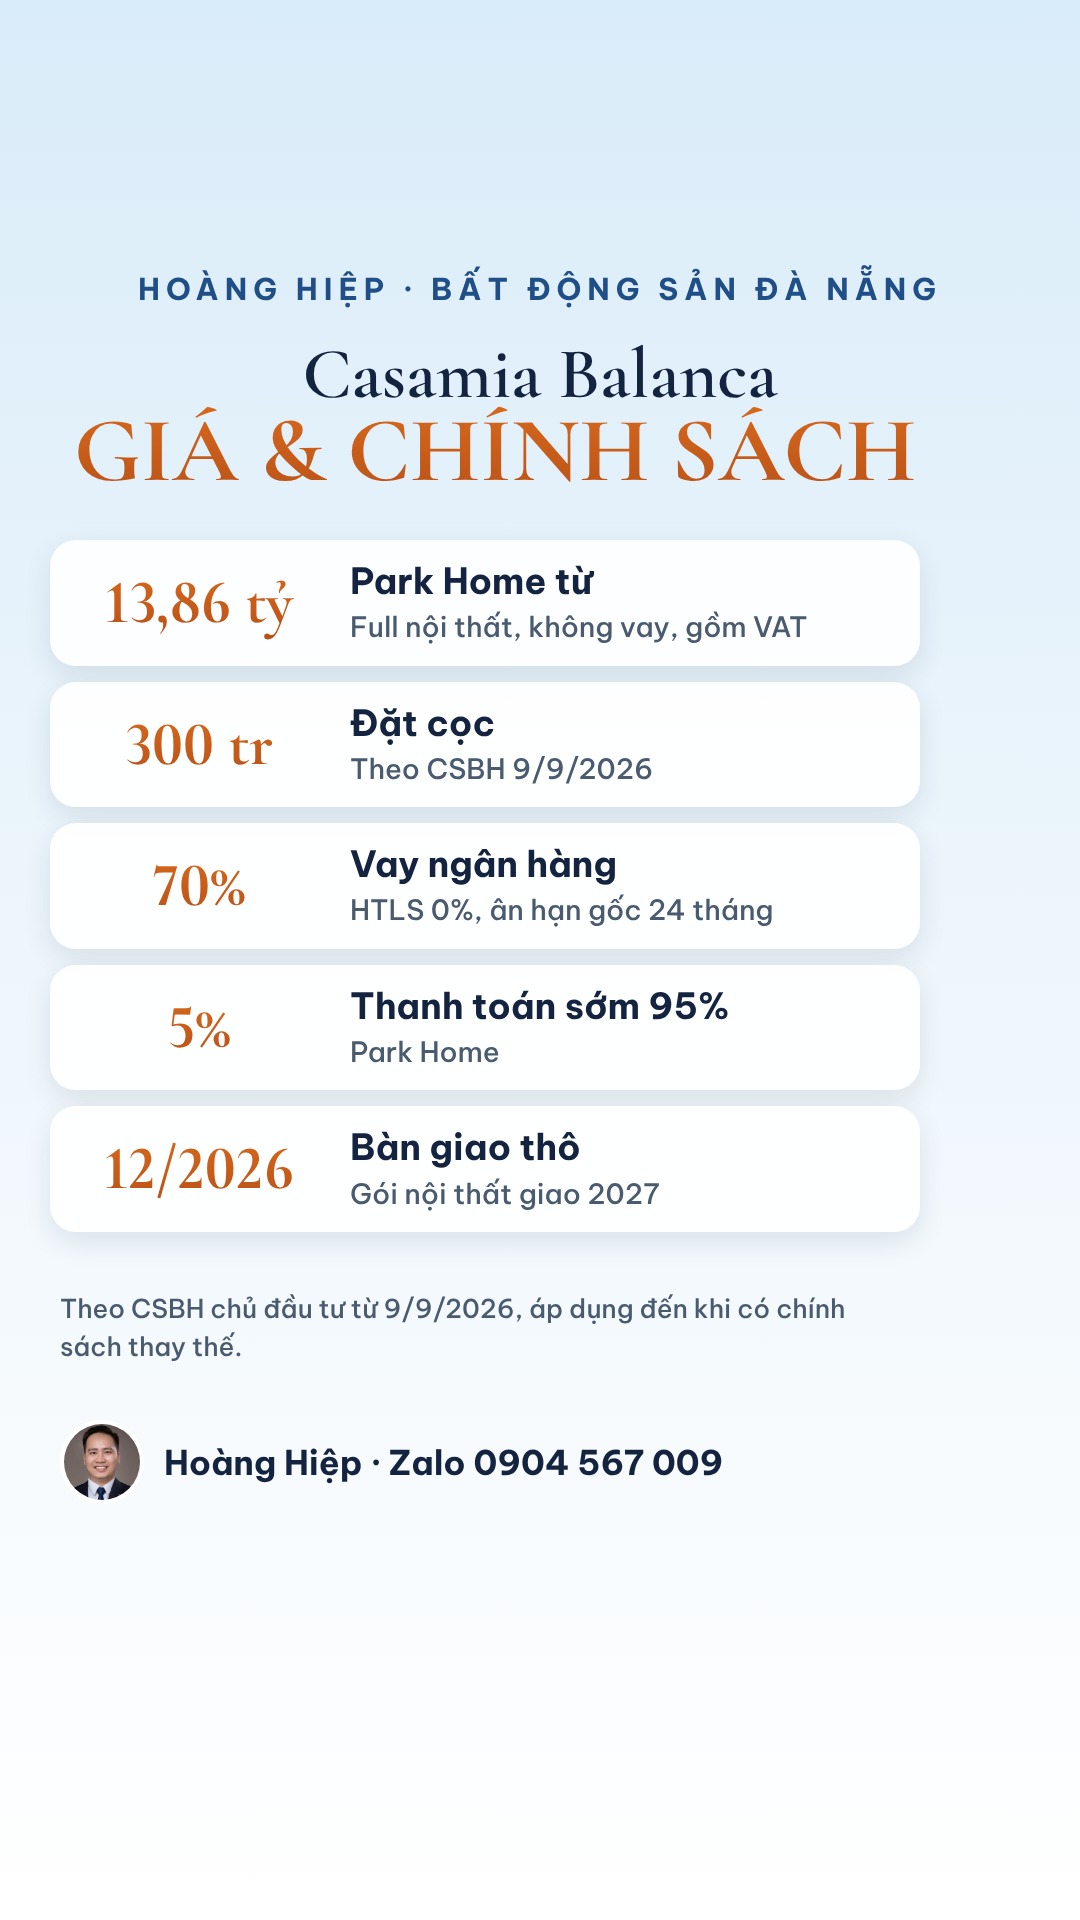 HOÀNG HIỆP · BẤT ĐỘNG SẢN ĐÀ NẴNG
Casamia Balanca
GIÁ & CHÍNH SÁCH
13,86 tỷ
Park Home từ
Full nội thất, không vay, gồm VAT
300 tr
Đặt cọc
Theo CSBH 9/9/2026
70%
Vay ngân hàng
HTLS 0%, ân hạn gốc 24 tháng
5%
Thanh toán sớm 95%
Park Home
12/2026
Bàn giao thô
Gói nội thất giao 2027
Theo CSBH chủ đầu tư từ 9/9/2026, áp dụng đến khi có chính
sách thay thế.
Hoàng Hiệp · Zalo 0904 567 009